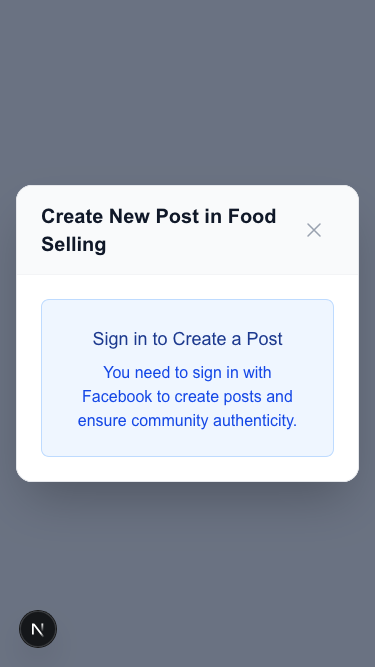 Create New Post in Food
Selling
Sign in to Create a Post
You need to sign in with
Facebook to create posts and
ensure community authenticity.
N